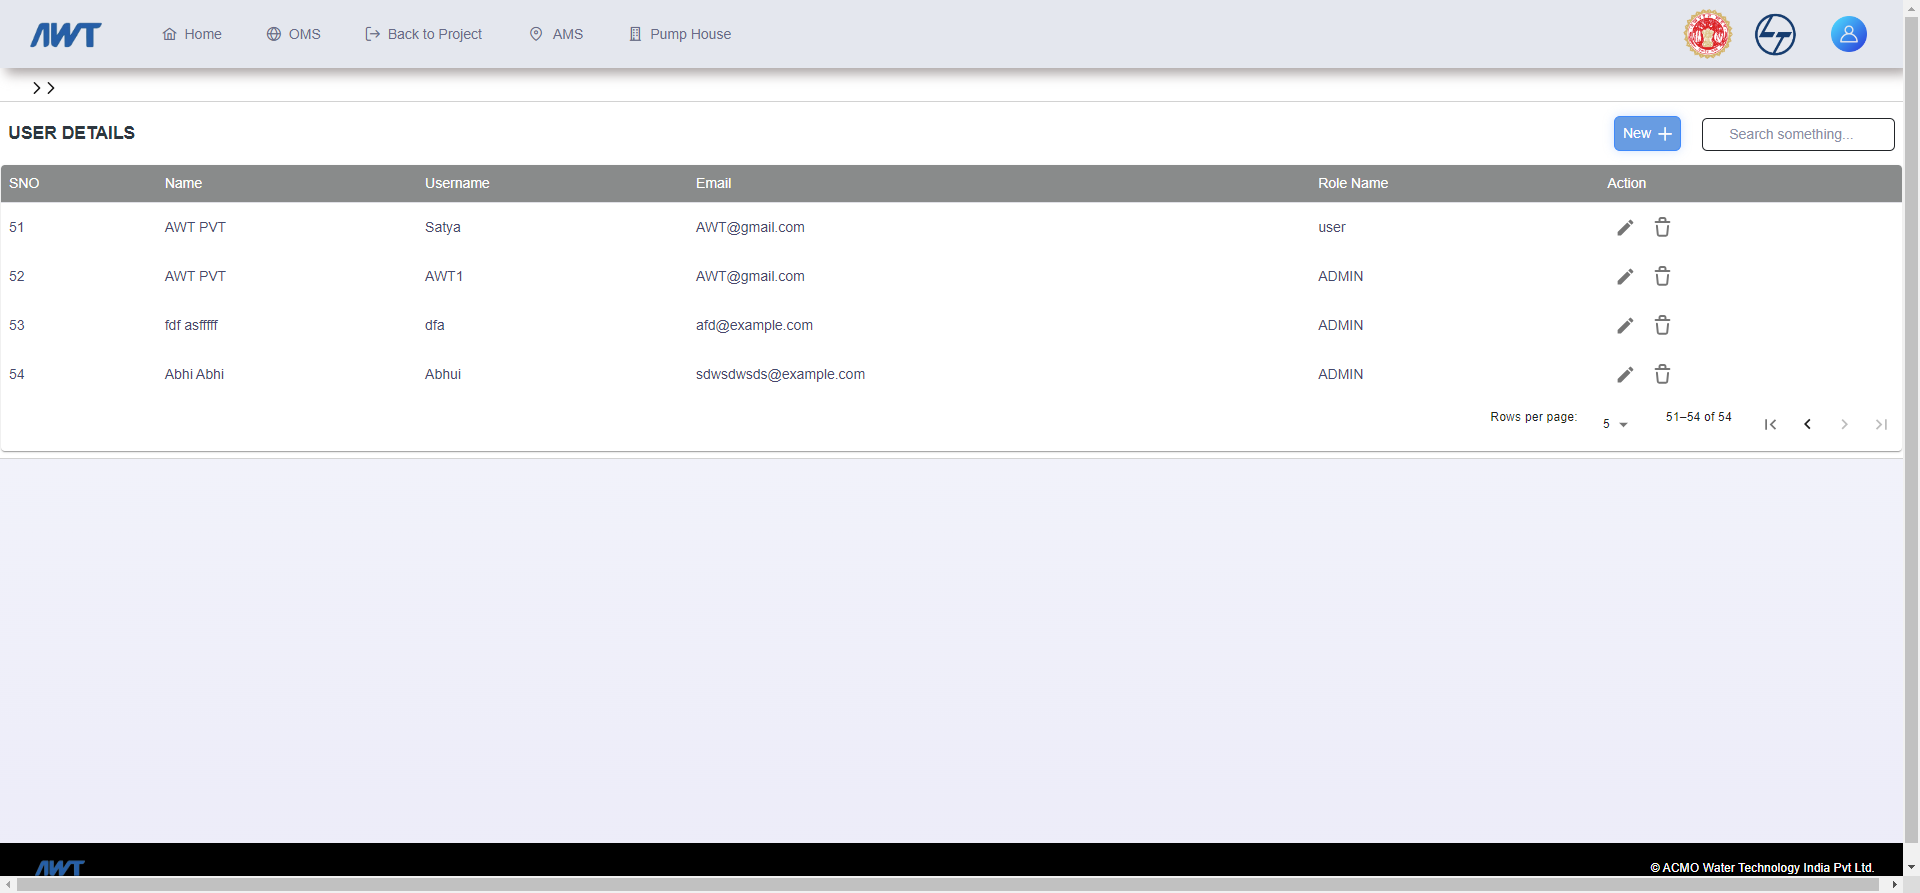 AWT Home OMS Back to Project AMS Pump House LT
USER DETAILS New Search something...
SNO Name Username Email Role Name Action
51 AWT PVT Satya AWT@gmail.com user
52 AWT PVT AWT1 AWT@gmail.com ADMIN
53 fdf asfffff dfa afd@example.com ADMIN
54 Abhi Abhi Abhui sdwsdwsds@example.com ADMIN
Rows per page: 5 51–54 of 54
AWT © ACMO Water Technology India Pvt Ltd.